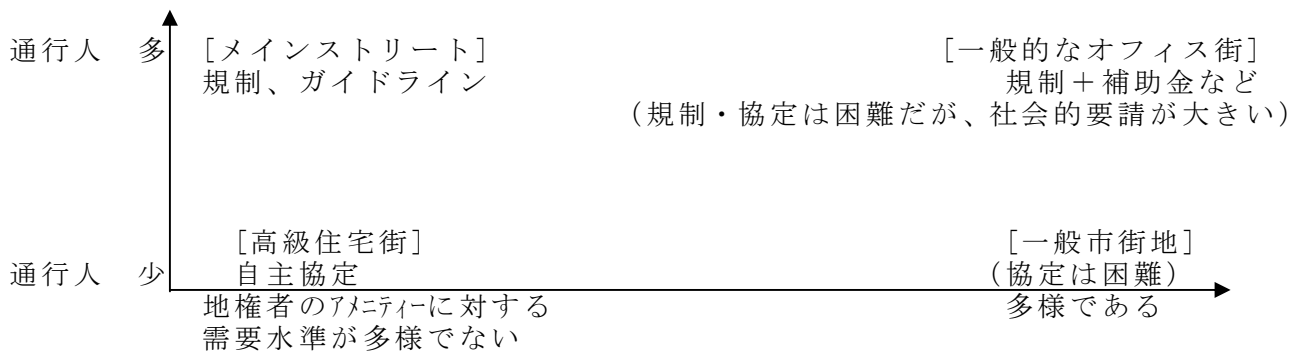 通行人 多 [メインストリート] [一般的なオフィス街]
規制、ガイドライン 規制＋補助金など
(規制・協定は困難だが、社会的要請が大きい)
[高級住宅街] [一般市街地]
通行人 少 自主協定 (協定は困難)
地権者のｱﾒﾆﾃｨｰに対する 多様である
需要水準が多様でない